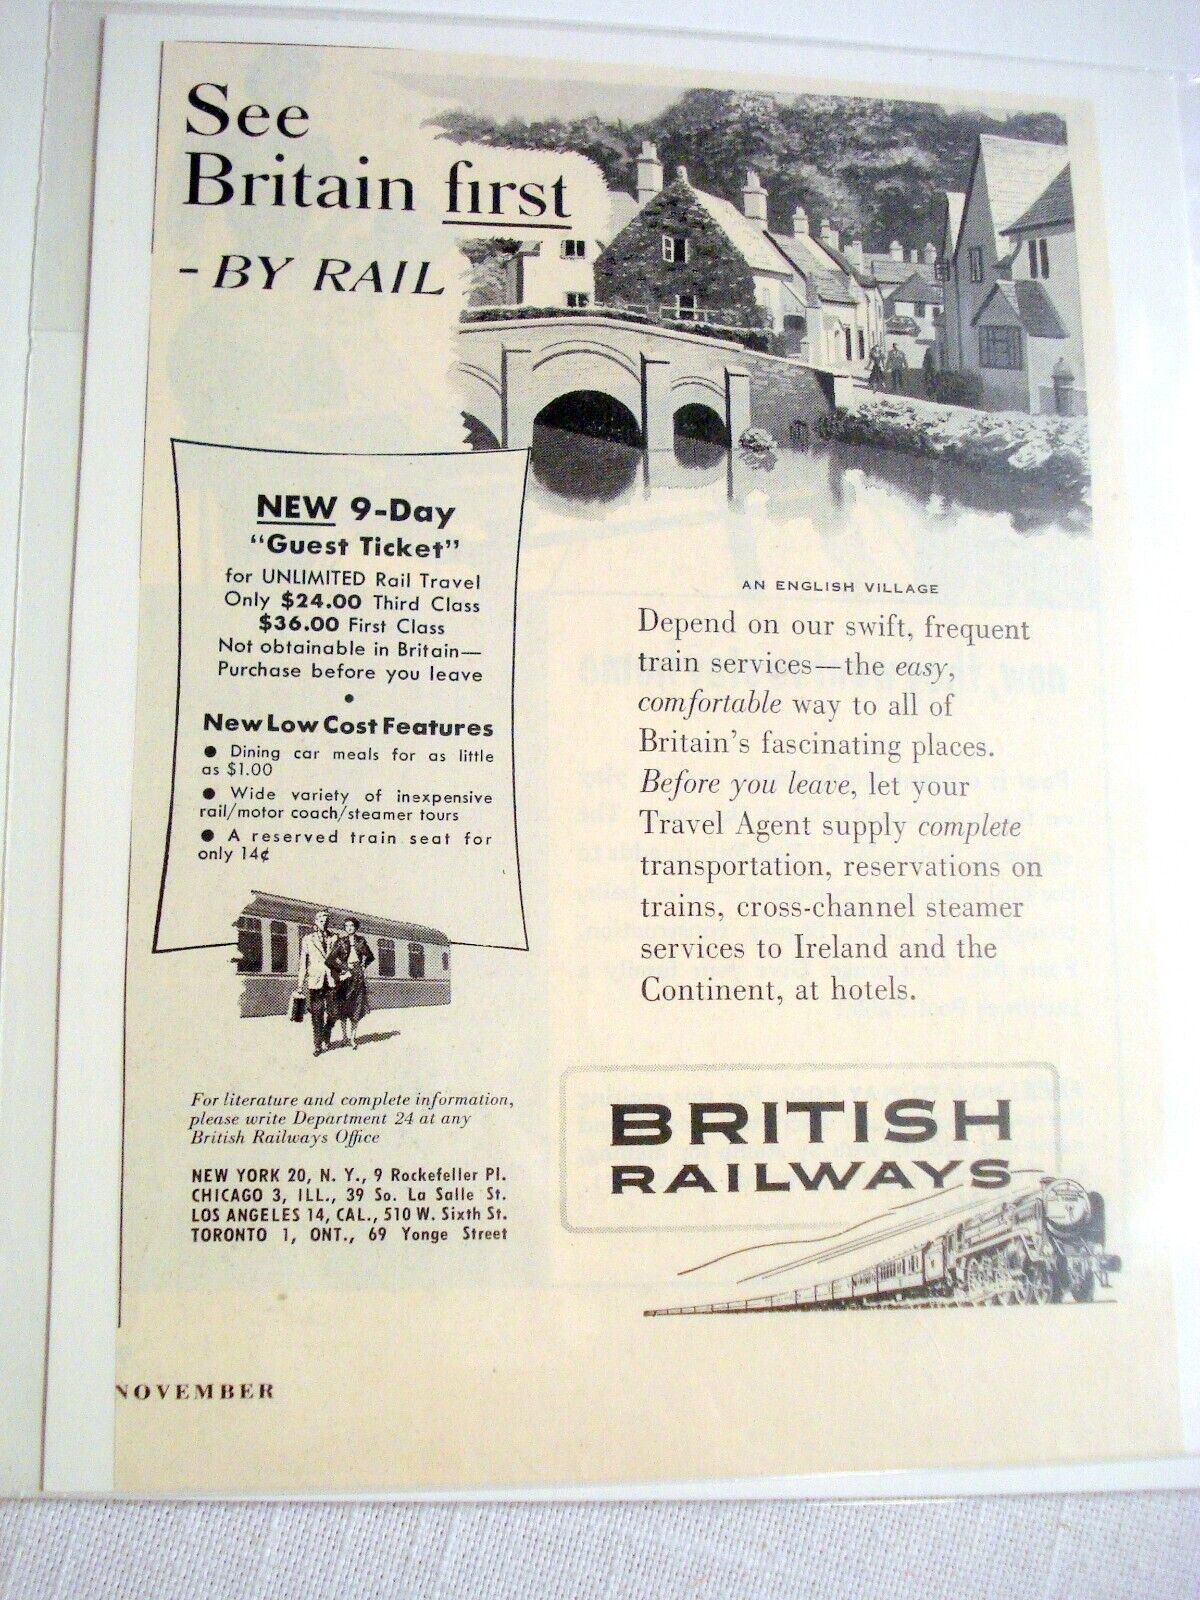 See
Britain first
- BY RAIL
NEW 9-Day
"Guest Ticket"
for UNLIMITED Rail Travel
Only $24.00 Third Class
$36.00 First Class
Not obtainable in Britain—
Purchase before you leave
•
New Low Cost Features
● Dining car meals for as little
as $1.00
● Wide variety of inexpensive
rail/motor coach/steamer tours
● A reserved train seat for
only 14¢
For literature and complete information,
please write Department 24 at any
British Railways Office
NEW YORK 20, N. Y., 9 Rockefeller Pl.
CHICAGO 3, ILL., 39 So. La Salle St.
LOS ANGELES 14, CAL., 510 W. Sixth St.
TORONTO 1, ONT., 69 Yonge Street
AN ENGLISH VILLAGE
Depend on our swift, frequent
train services—the easy,
comfortable way to all of
Britain's fascinating places.
Before you leave, let your
Travel Agent supply complete
transportation, reservations on
trains, cross-channel steamer
services to Ireland and the
Continent, at hotels.
BRITISH
RAILWAYS
NOVEMBER